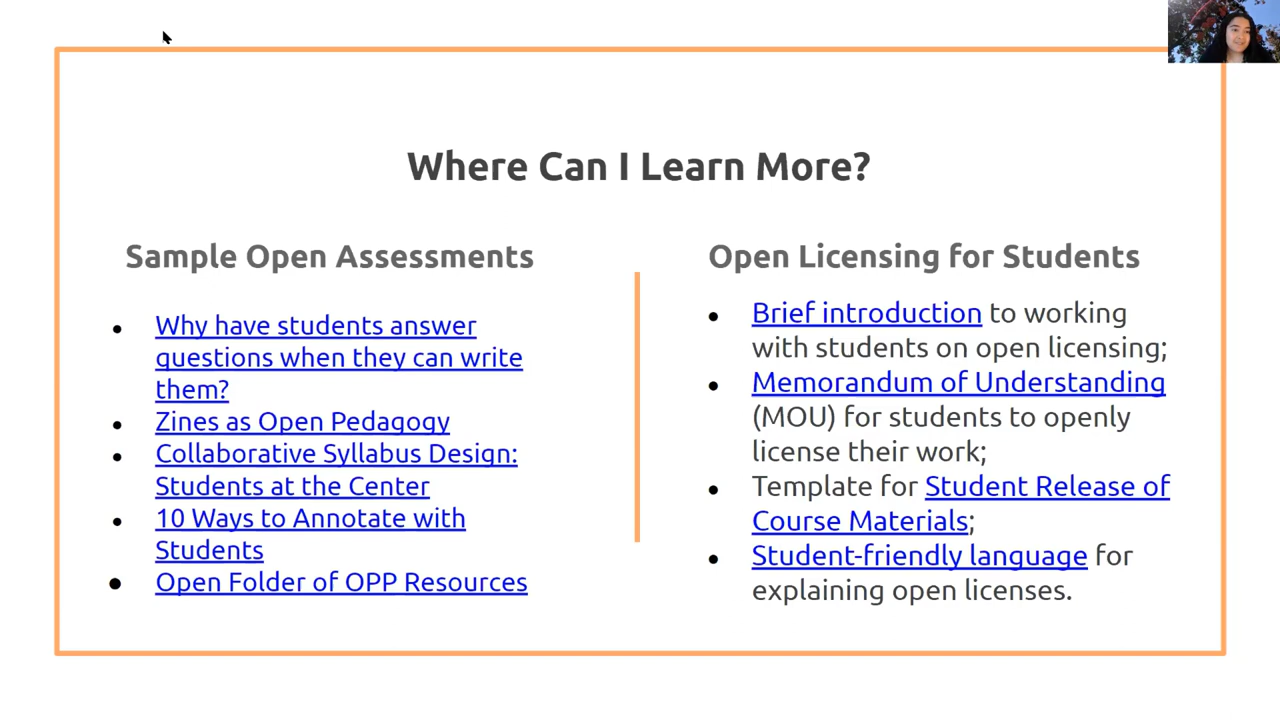 Where Can I Learn More?
Sample Open Assessments
Why have students answer
questions when they can write
them?
Zines as Open Pedagogy
Collaborative Syllabus Design:
Students at the Center
10 Ways to Annotate with
Students
Open Folder of OPP Resources
Open Licensing for Students
Brief introduction to working
with students on open licensing;
Memorandum of Understanding
(MOU) for students to openly
license their work;
Template for Student Release of
Course Materials;
Student-friendly language for
explaining open licenses.